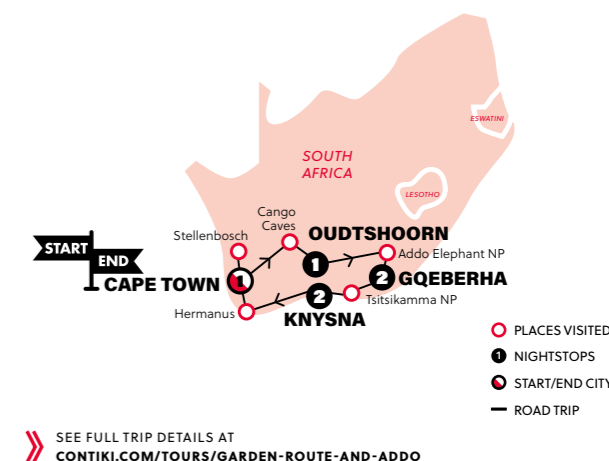 ESWATINI
SOUTH
AFRICA
LESOTHO
Cango
Caves
Stellenbosch
OUDTSHOORN
START
END
Addo Elephant NP
1
1
2
CAPE TOWN
GQEBERHA
2
Tsitsikamma NP
Hermanus
KNYSNA
PLACES VISITED
1 NIGHTSTOPS
START/END CITY
ROAD TRIP
SEE FULL TRIP DETAILS AT
CONTIKI.COM/TOURS/GARDEN-ROUTE-AND-ADDO